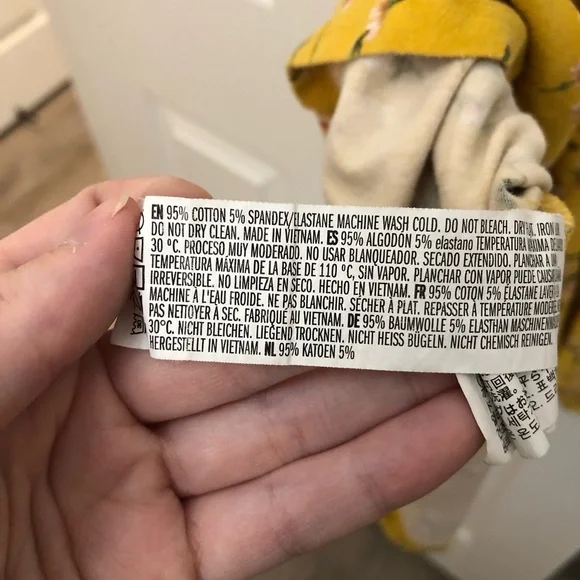 EN 95% COTTON 5% SPANDEX/ELASTANE MACHINE WASH COLD. DO NOT BLEACH. DRY IRON
DO NOT DRY CLEAN. MADE IN VIETNAM. ES 95% ALGODÓN 5% elastano TEMPERATURA
30 °C. PROCESO MUY MODERADO. NO USAR BLANQUEADOR. SECADO EXTENDIDO. PLANCHAR A
TEMPERATURA MÁXIMA DE LA BASE DE 110 °C, SIN VAPOR. PLANCHAR CON VAPOR PUEDE
IRREVERSIBLE. NO LIMPIEZA EN SECO. HECHO EN VIETNAM. FR 95% COTON 5% ÉLASTANE
MACHINE À L'EAU FROIDE. NE PAS BLANCHIR. SÉCHER À PLAT. REPASSER À TEMPÉRATURE
PAS NETTOYER À SEC. FABRIQUÉ AU VIETNAM. DE 95% BAUMWOLLE 5% ELASTHAN
30°C. NICHT BLEICHEN. LIEGEND TROCKNEN. NICHT HEISS BÜGELN. NICHT CHEMISCH REINIGEN.
HERGESTELLT IN VIETNAM. NL 95% KATOEN 5%